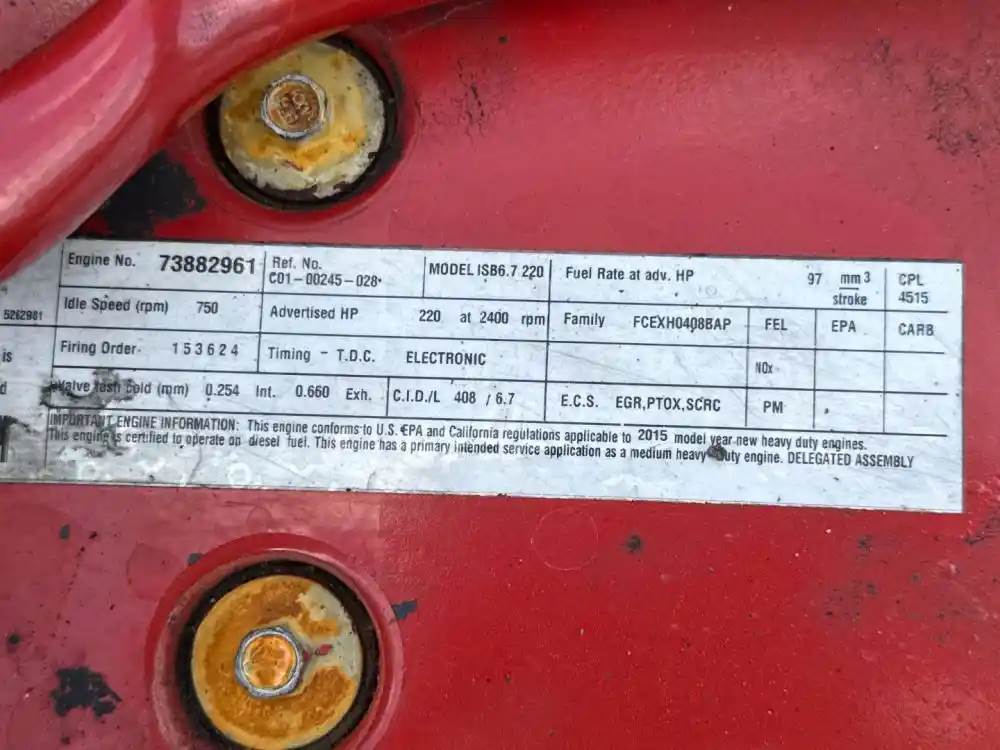 Engine No. 73882961 Ref. No. C01-00245-028 MODEL ISB6.7 220 Fuel Rate at adv. HP 97 mm3 stroke CPL 4515
5262981 Idle Speed (rpm) 750 Advertised HP 220 at 2400 rpm Family FCEXH0408BAP FEL EPA CARB
is Firing Order- 153624 Timing - T.D.C. ELECTRONIC NOx
d Valve lash cold (mm) 0.254 Int. 0.660 Exh. C.I.D./L 408 / 6.7 E.C.S. EGR,PTOX,SCRC PM
IMPORTANT ENGINE INFORMATION: This engine conforms to U.S. EPA and California regulations applicable to 2015 model year new heavy duty engines.
This engine is certified to operate on diesel fuel. This engine has a primary intended service application as a medium heavy duty engine. DELEGATED ASSEMBLY